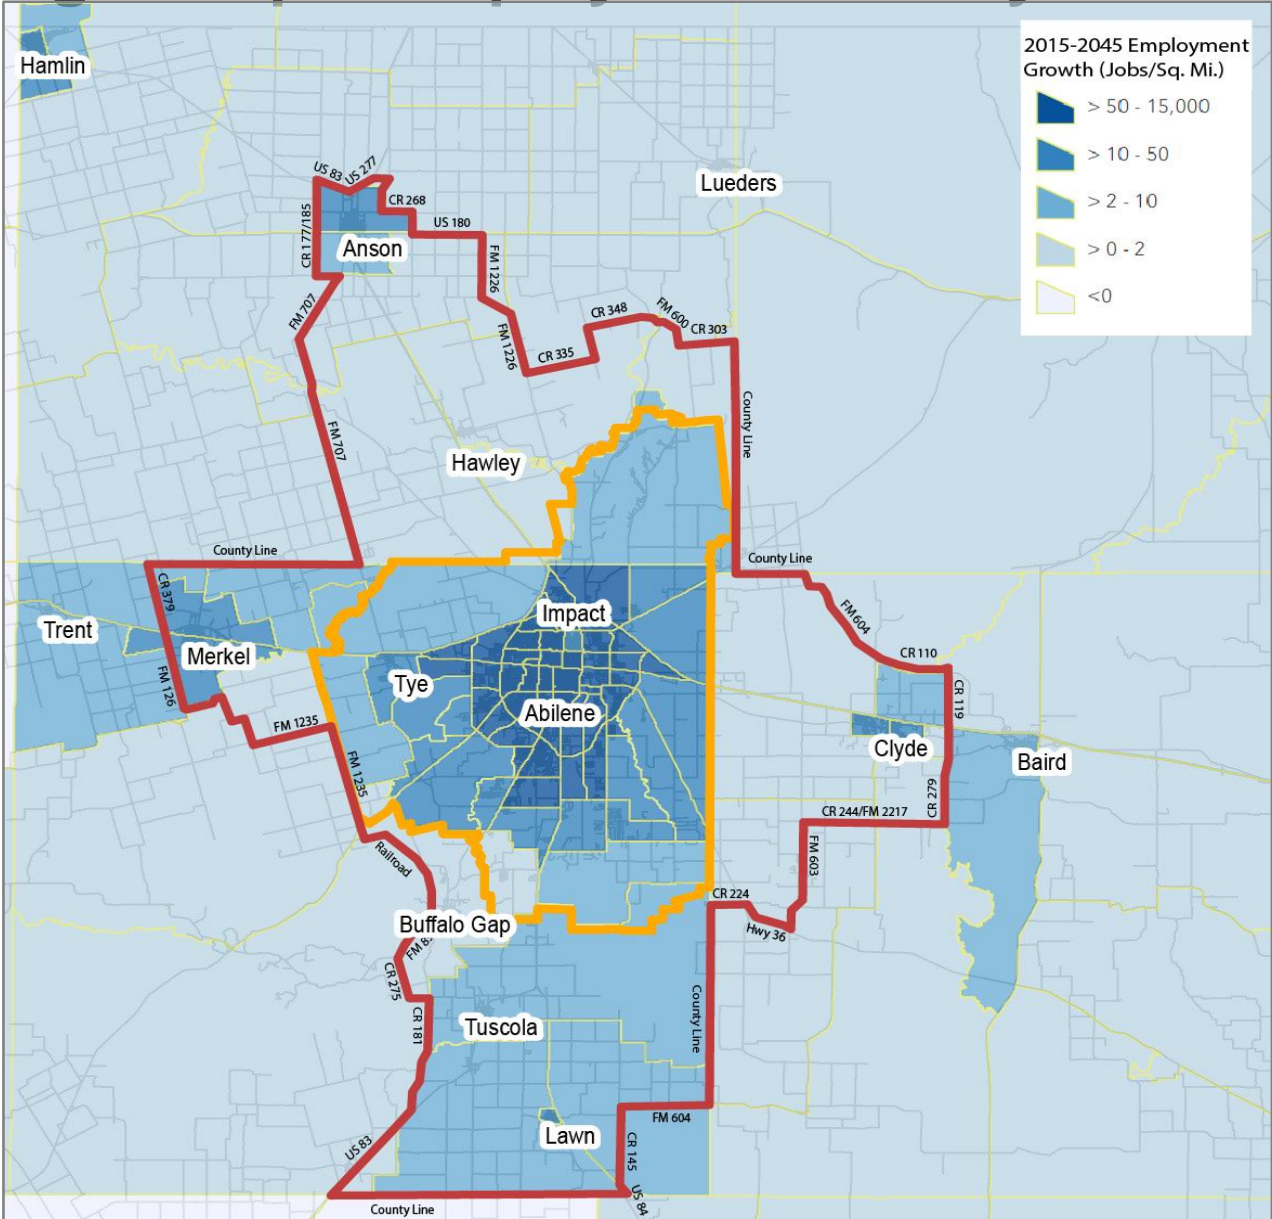 2015-2045 Employment
Growth (Jobs/Sq. Mi.)
> 50 - 15,000
> 10 - 50
> 2 - 10
> 0 - 2
<0
Hamlin
US 83
US 277
Lueders
CR 268
US 180
CR 177/185
Anson
FM 1226
FM 707
CR 348
FM 600
CR 303
FM 1226
CR 335
County Line
FM 707
Hawley
County Line
County Line
CR 379
FM 604
Impact
Trent
Merkel
CR 110
Tye
FM 126
CR 119
Abilene
FM 1235
Clyde
Baird
FM 1235
CR 279
CR 244/FM 2217
Railroad
FM 603
CR 224
Buffalo Gap
Hwy 36
CR 275
County Line
CR 181
Tuscola
FM 604
Lawn
US 83
CR 145
US 84
County Line